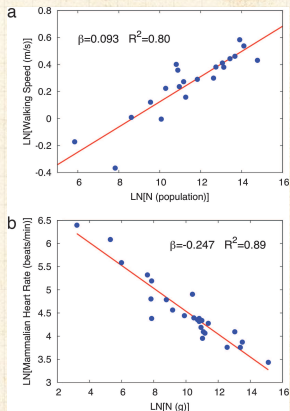 a
β=0.093 R²=0.80
LN[Walking Speed (m/s)]
0.8
0.6
0.4
0.2
0
-0.2
-0.4
6 8 10 12 14 16
LN[N (population)]
b
β=-0.247 R²=0.89
LN[Mammalian Heart Rate (beats/min)]
6.5
6
5.5
5
4.5
4
3.5
3
2 4 6 8 10 12 14 16
LN[N (g)]